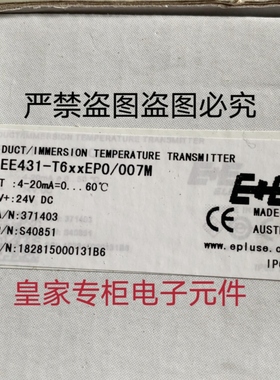 严禁盗图盗图必究
DUCT/IMMERSION TEMPERATURE TRANSMITTER
EE431-T6xxEP0/007M
T :4-20mA=0...60℃
V+:24V DC
A/N:371403
O/N:S40851
/N:182815000131B6
E+E
MADE
AUST
www.epluse.c
IP6
皇家专柜电子元件